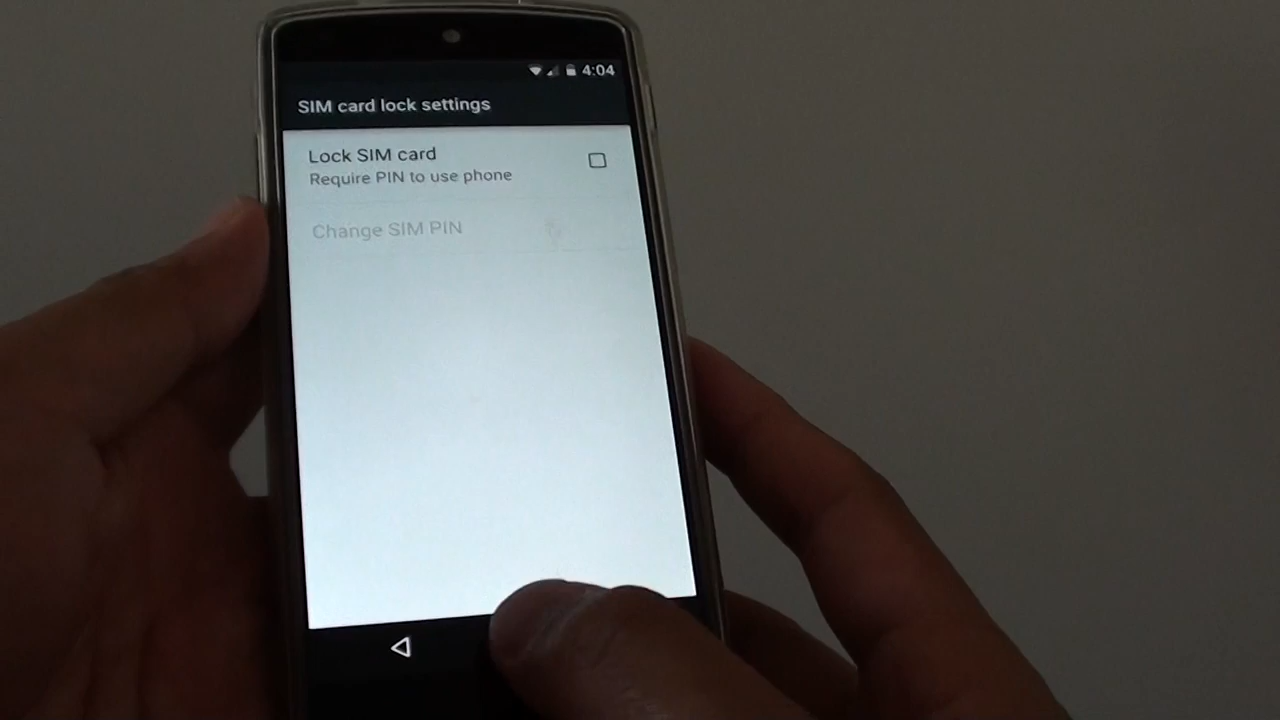 4:04
SIM card lock settings
Lock SIM card
Require PIN to use phone
Change SIM PIN